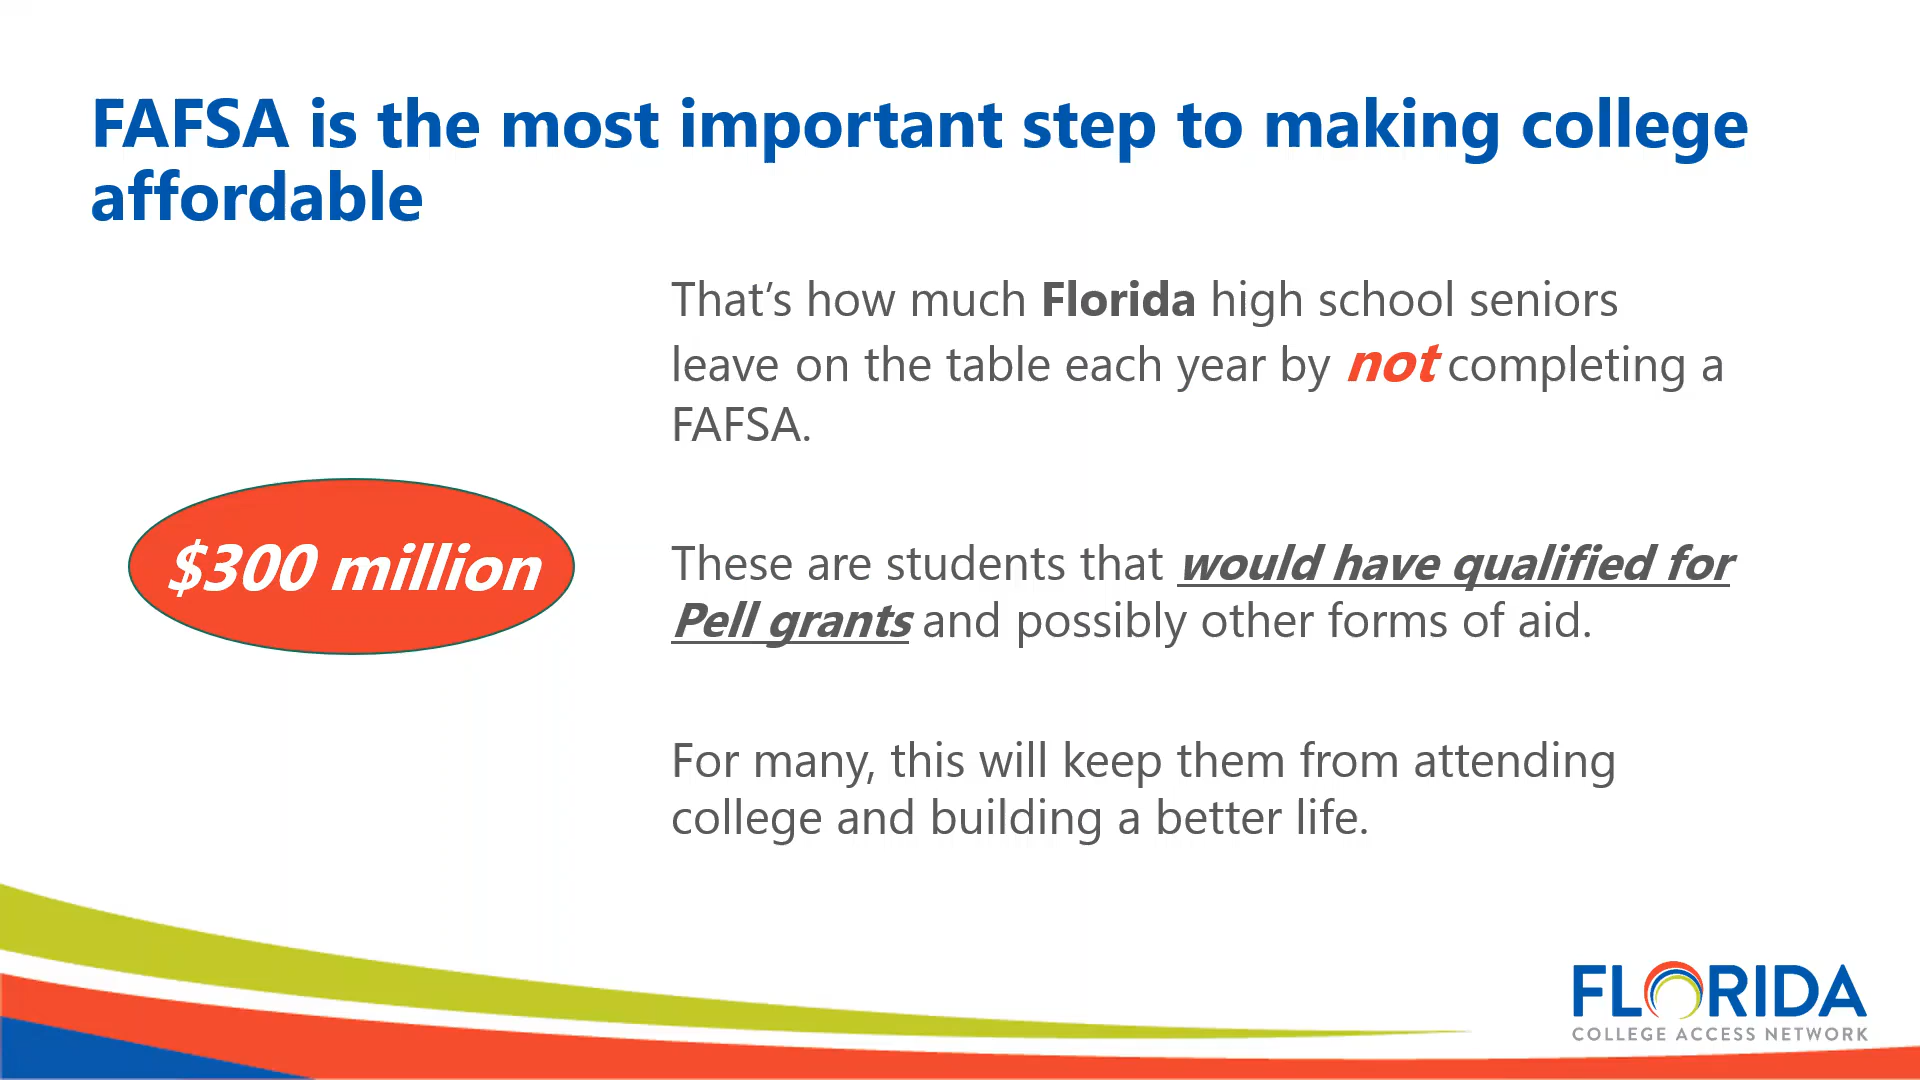 FAFSA is the most important step to making college
affordable
That’s how much Florida high school seniors
leave on the table each year by not completing a
FAFSA.
$300 million
These are students that would have qualified for
Pell grants and possibly other forms of aid.
For many, this will keep them from attending
college and building a better life.
FLORIDA
COLLEGE ACCESS NETWORK